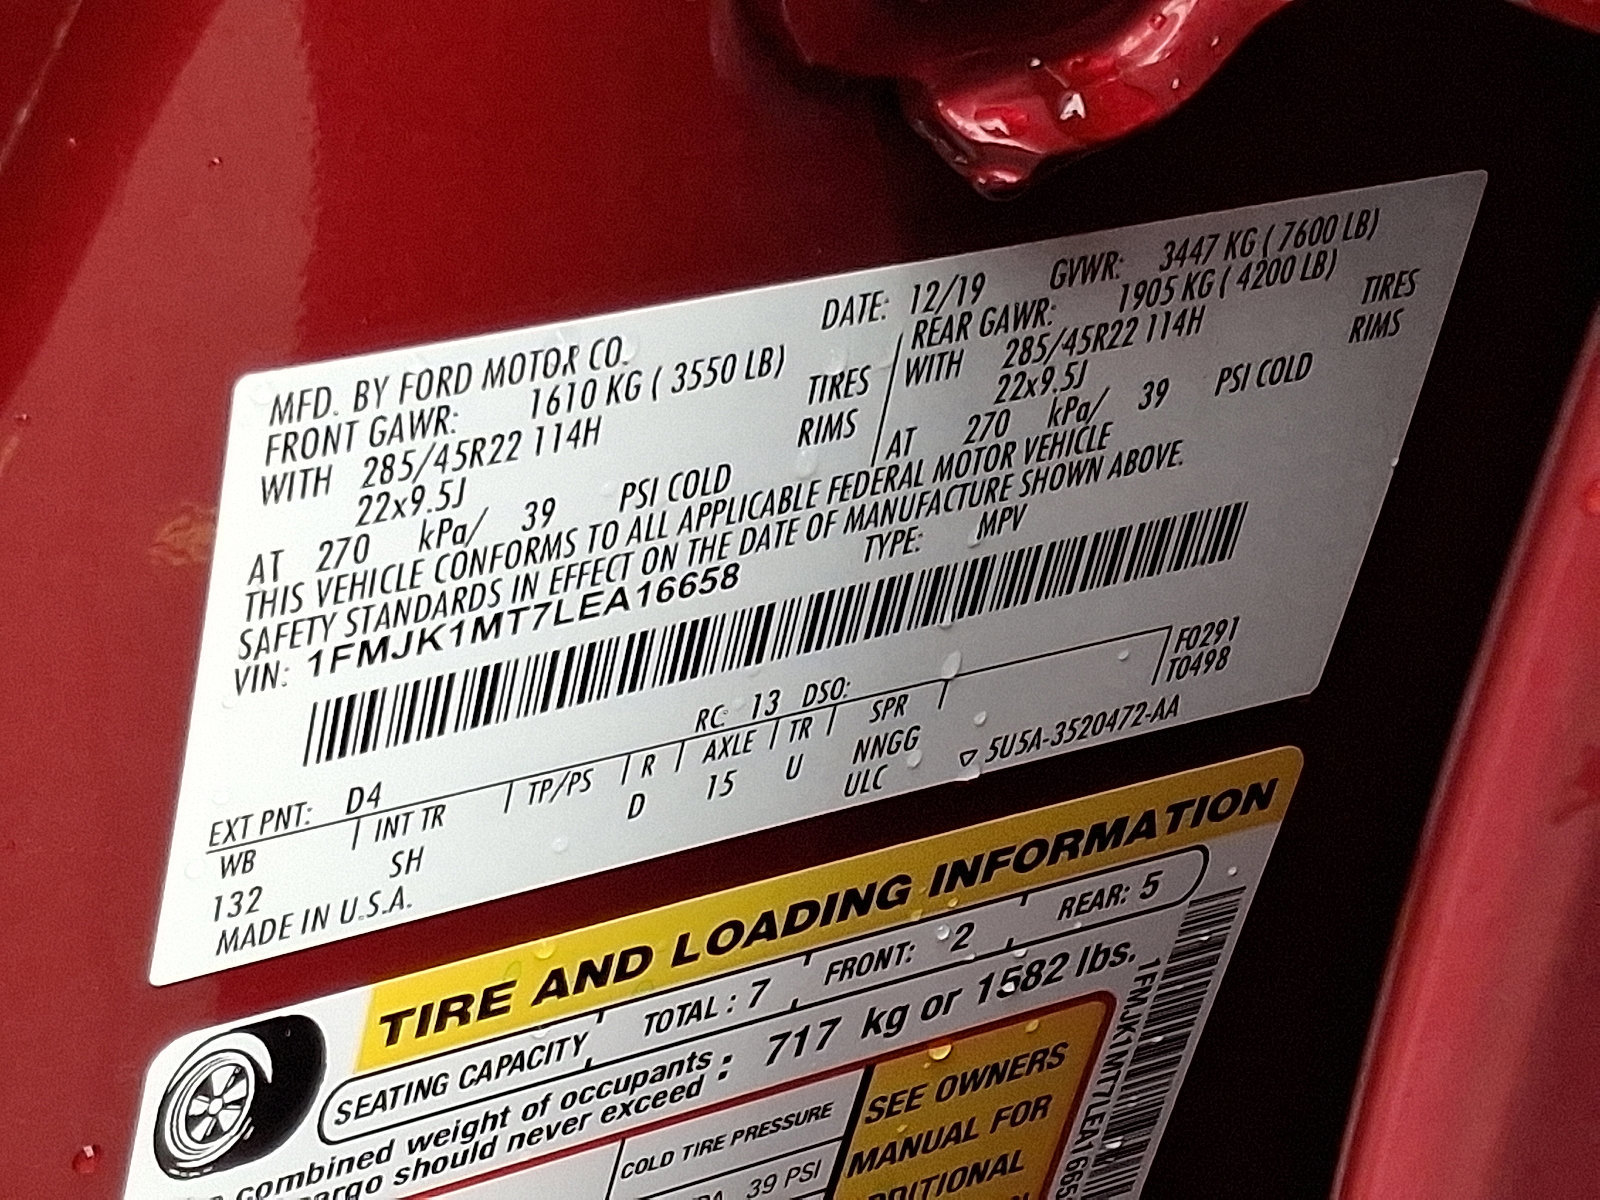 MFD. BY FORD MOTOR CO.
DATE: 12/19 GVWR: 3447 KG ( 7600 LB)
FRONT GAWR: 1610 KG ( 3550 LB)
REAR GAWR: 1905 KG ( 4200 LB)
WITH 285/45R22 114H TIRES
WITH 285/45R22 114H TIRES
22x9.5J RIMS
22x9.5J RIMS
AT 270 kPa/ 39 PSI COLD
AT 270 kPa/ 39 PSI COLD
THIS VEHICLE CONFORMS TO ALL APPLICABLE FEDERAL MOTOR VEHICLE
SAFETY STANDARDS IN EFFECT ON THE DATE OF MANUFACTURE SHOWN ABOVE.
VIN: 1FMJK1MT7LEA16658 TYPE: MPV
F0291
T0498
EXT PNT: D4 RC: 13 DSO:
WB INT TR TP/PS R AXLE TR SPR
132 SH D 15 U NNGG
ULC
MADE IN U.S.A.
5U5A-3520472-AA
TIRE AND LOADING INFORMATION
SEATING CAPACITY TOTAL : 7 FRONT: 2 REAR: 5
combined weight of occupants
cargo should never exceed : 717 kg or 1582 lbs.
COLD TIRE PRESSURE
39 PSI
SEE OWNERS
MANUAL FOR
1FMJK1MT7LEA1665